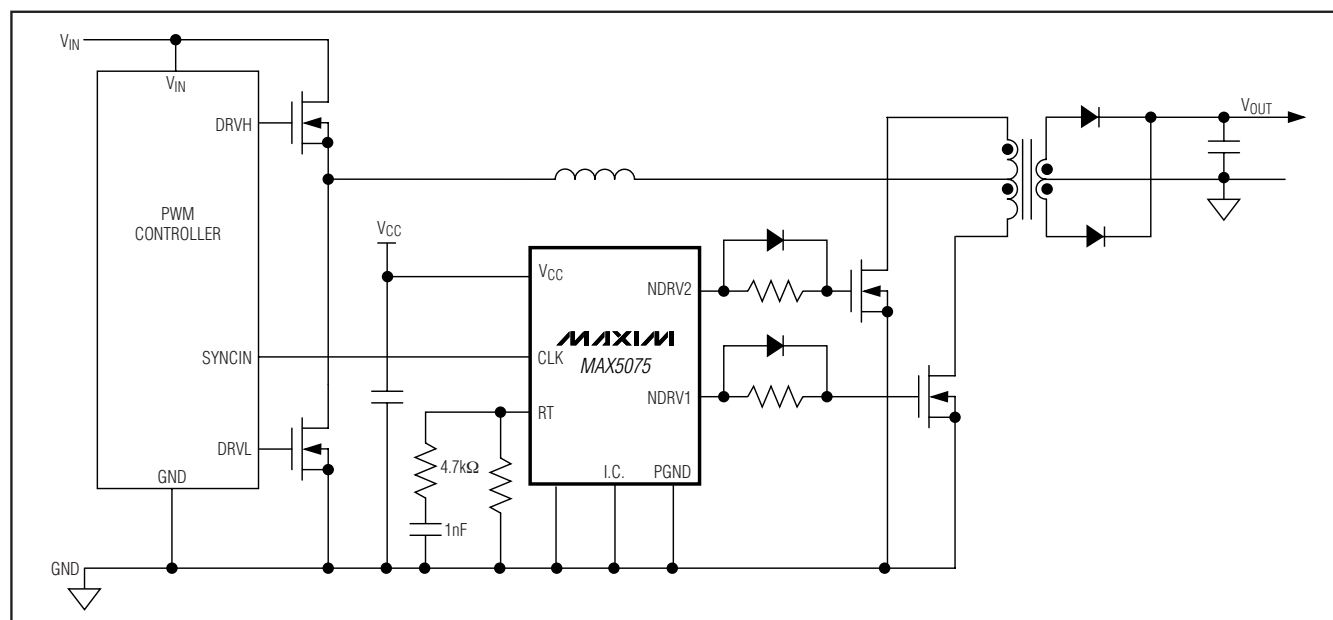 VIN
VIN
DRVH
PWM
CONTROLLER
SYNCIN
DRVL
GND
GND
VCC
VCC
MAXIM
MAX5075
CLK
RT
I.C.
PGND
NDRV2
NDRV1
4.7kΩ
1nF
VOUT